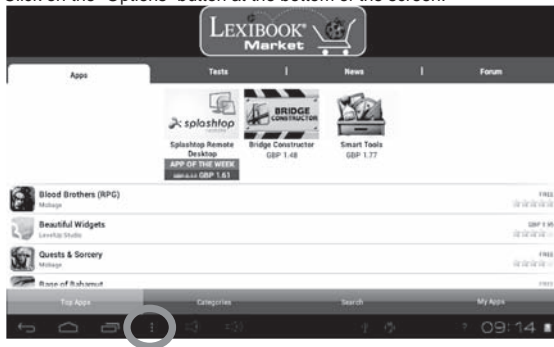 Click on the "Options" button at the bottom of the screen.
LEXIBOOK®
Market
Apps
Tests
News
Forum
splashtop
BRIDGE
CONSTRUCTOR
Splashtop Remote
Desktop
APP OF THE WEEK
GBP 1.61
Bridge Constructor
GBP 1.48
Smart Tools
GBP 1.77
Blood Brothers (RPG)
Mobage
FREE
Beautiful Widgets
LevelUp Studio
Quests & Sorcery
Mobage
FREE
Rage of Bahamut
FREE
Top Apps
Categories
Search
My Apps
?
09:14